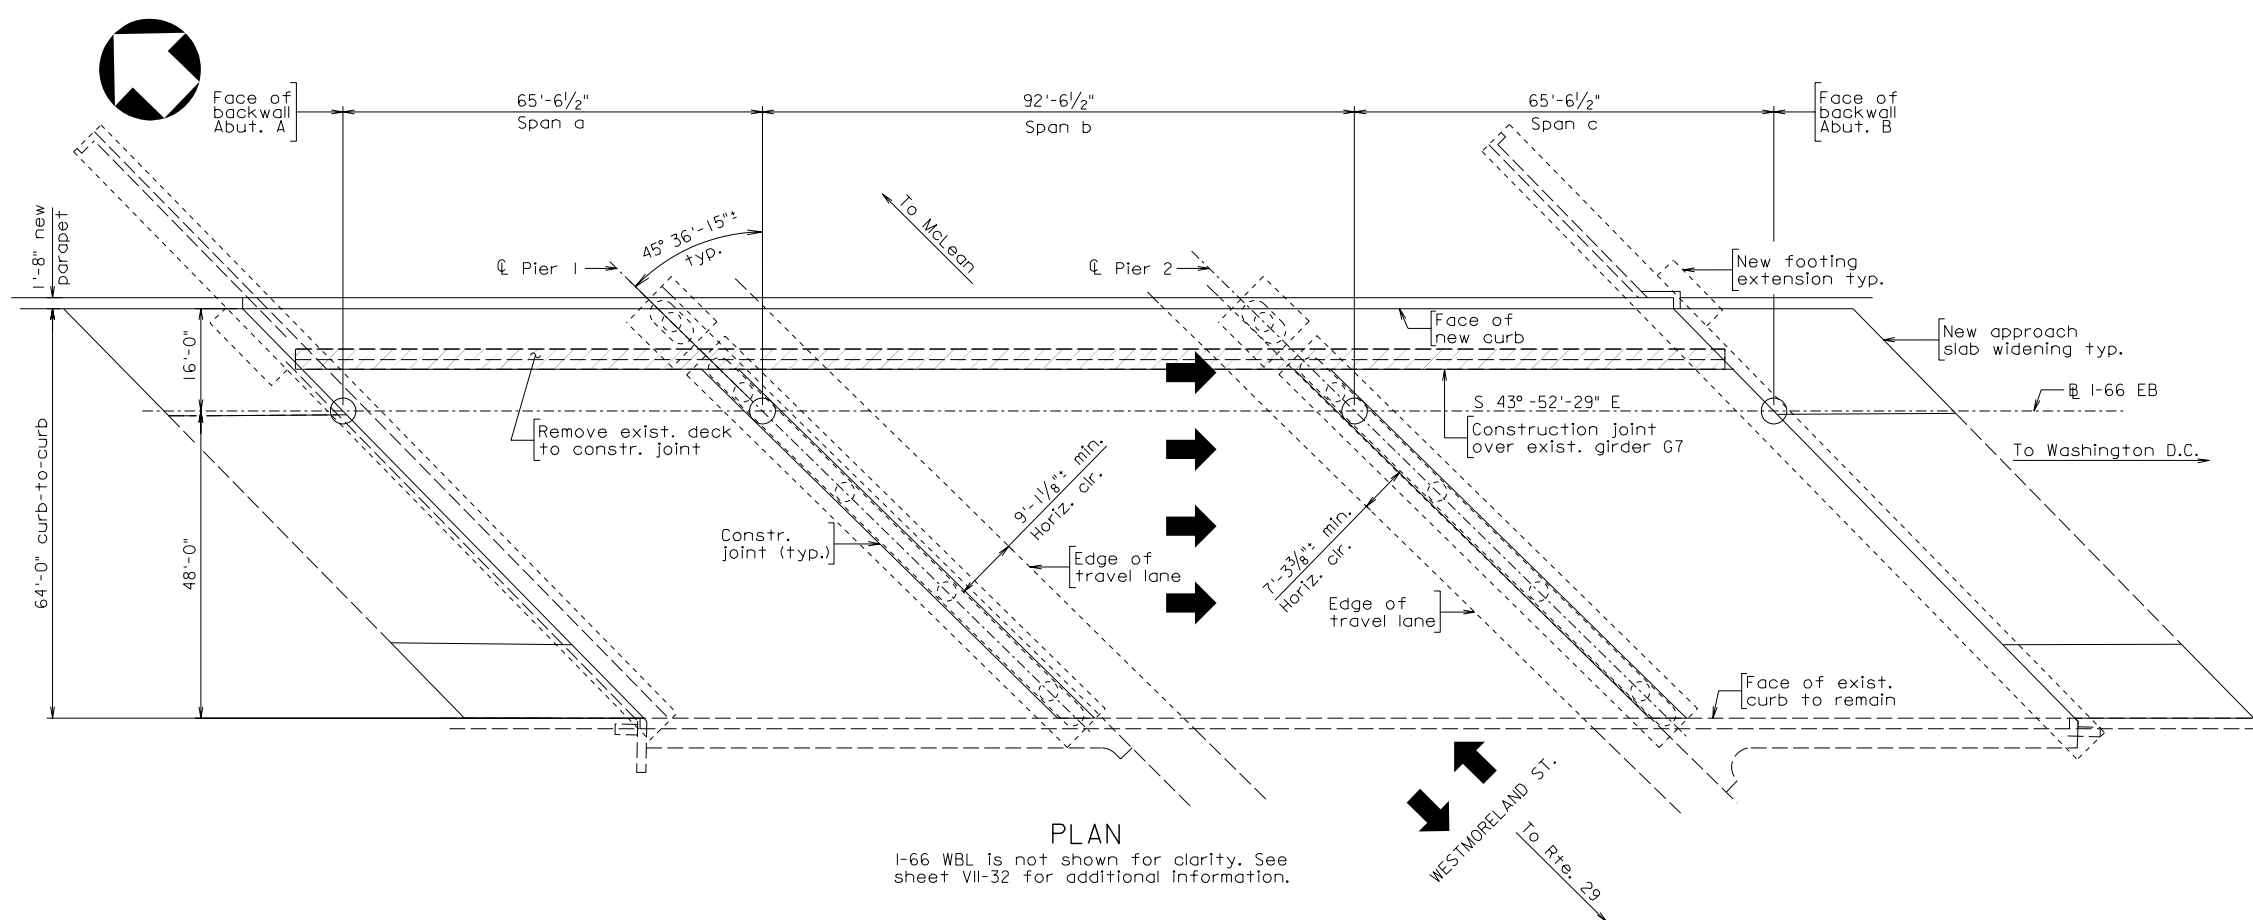 Face of
backwall
Abut. A
65'-6½"
Span a
92'-6½"
Span b
65'-6½"
Span c
Face of
backwall
Abut. B
1'-8" new
parapet
45° 36'-15"±
typ.
℄ Pier 1
To McLean
℄ Pier 2
New footing
extension typ.
Face of
new curb
New approach
slab widening typ.
16'-0"
S 43°-52'-29" E
℄ I-66 EB
Remove exist. deck
to constr. joint
Construction joint
over exist. girder G7
To Washington D.C.
64'-0" curb-to-curb
48'-0"
Constr.
joint (typ.)
9'-1⅛"± min.
Horiz. clr.
Edge of
travel lane
7'-3⅜"± min.
Horiz. clr.
Edge of
travel lane
Face of exist.
curb to remain
WESTMORELAND ST.
To Rte. 29
PLAN
I-66 WBL is not shown for clarity. See
sheet VII-32 for additional information.